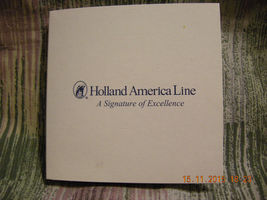 Holland America Line
A Signature of Excellence